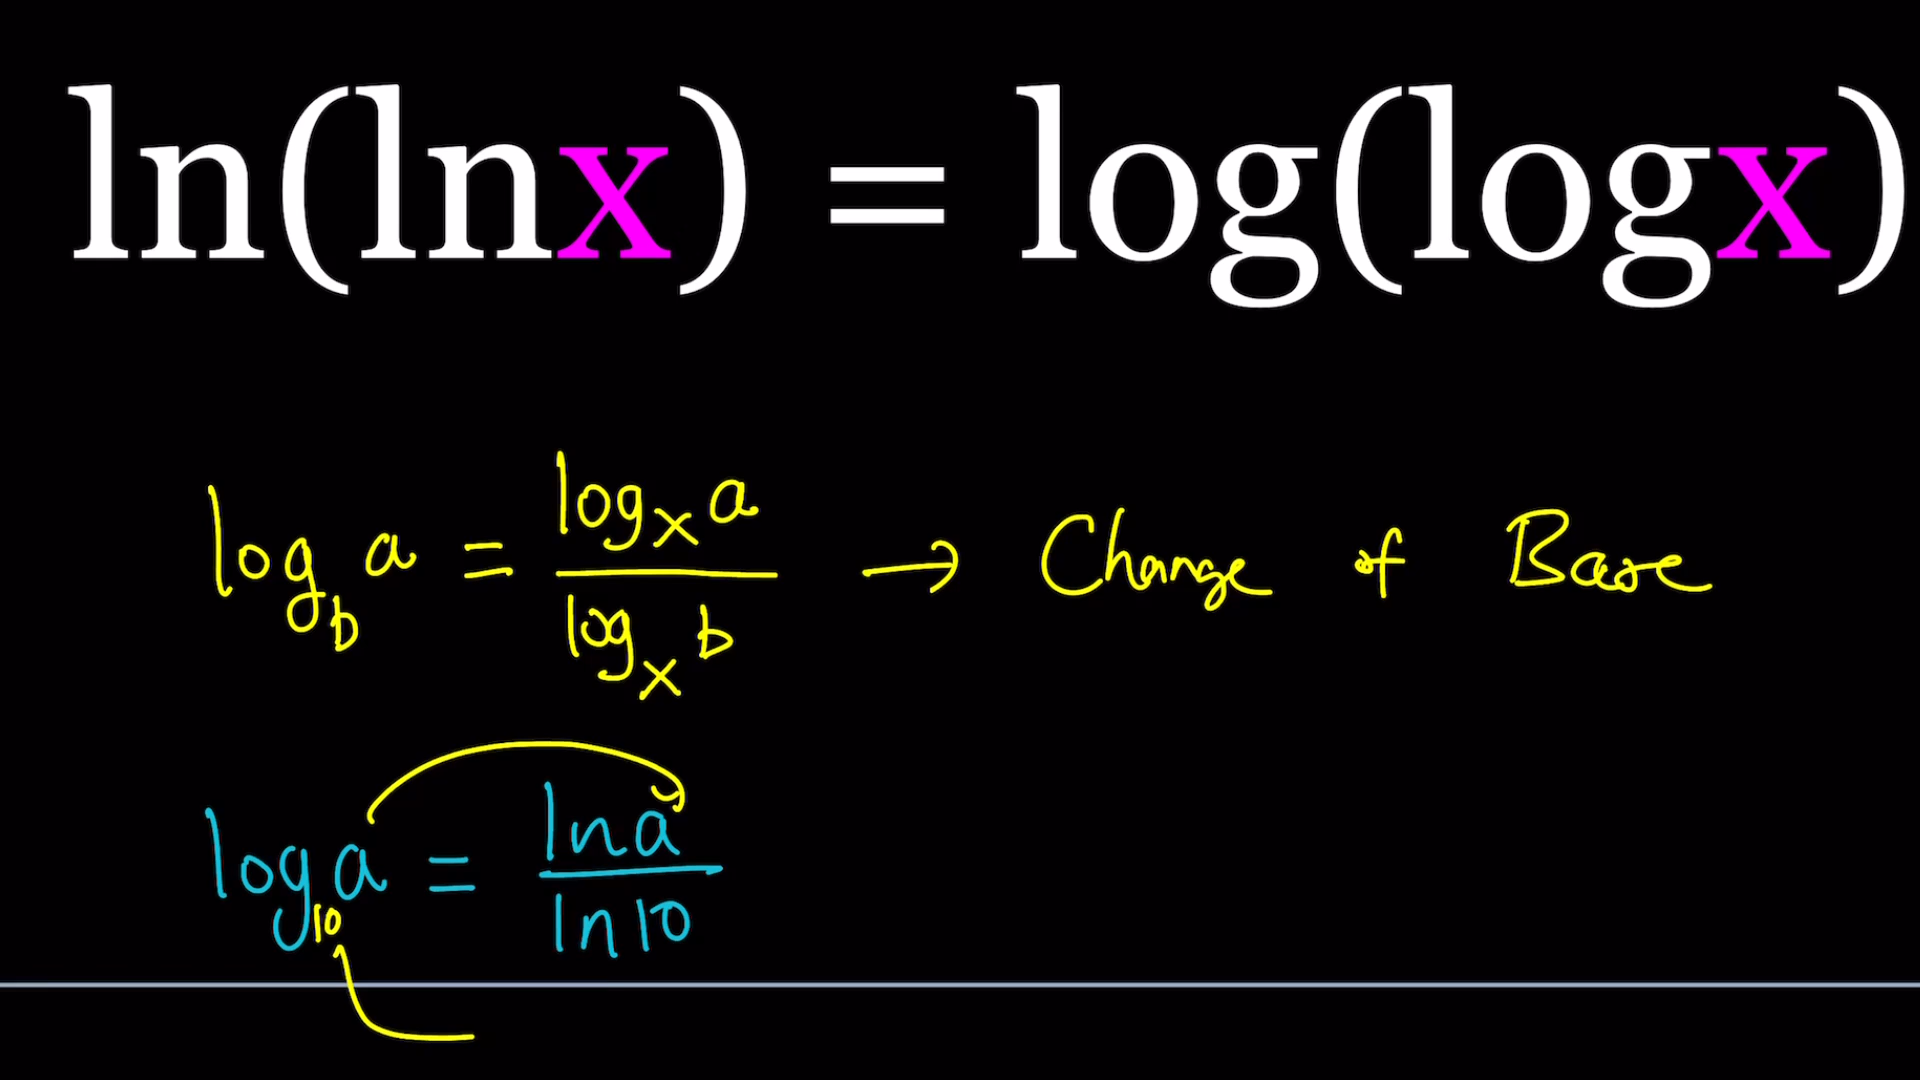 ln(lnx) = log(logx)
log_b a = log_x a / log_x b → Change of Base
log_10 a = ln a / ln 10